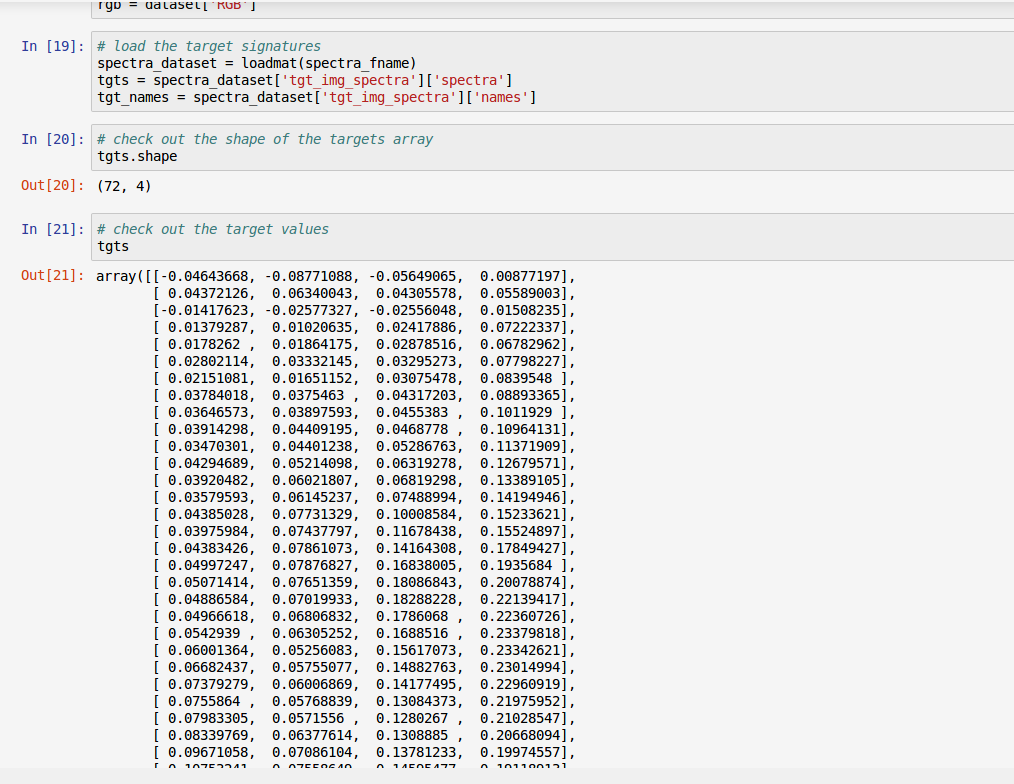 rgb = dataset['RGB']
In [19]: # load the target signatures
spectra_dataset = loadmat(spectra_fname)
tgts = spectra_dataset['tgt_img_spectra']['spectra']
tgt_names = spectra_dataset['tgt_img_spectra']['names']
In [20]: # check out the shape of the targets array
tgts.shape
Out[20]: (72, 4)
In [21]: # check out the target values
tgts
Out[21]: array([[-0.04643668, -0.08771088, -0.05649065,  0.00877197],
[ 0.04372126,  0.06340043,  0.04305578,  0.05589003],
[-0.01417623, -0.02577327, -0.02556048,  0.01508235],
[ 0.01379287,  0.01020635,  0.02417886,  0.07222337],
[ 0.0178262 ,  0.01864175,  0.02878516,  0.06782962],
[ 0.02802114,  0.03332145,  0.03295273,  0.07798227],
[ 0.02151081,  0.01651152,  0.03075478,  0.0839548 ],
[ 0.03784018,  0.0375463 ,  0.04317203,  0.08893365],
[ 0.03646573,  0.03897593,  0.0455383 ,  0.1011929 ],
[ 0.03914298,  0.04409195,  0.0468778 ,  0.10964131],
[ 0.03470301,  0.04401238,  0.05286763,  0.11371909],
[ 0.04294689,  0.05214098,  0.06319278,  0.12679571],
[ 0.03920482,  0.06021807,  0.06819298,  0.13389105],
[ 0.03579593,  0.06145237,  0.07488994,  0.14194946],
[ 0.04385028,  0.07731329,  0.10008584,  0.15233621],
[ 0.03975984,  0.07437797,  0.11678438,  0.15524897],
[ 0.04383426,  0.07861073,  0.14164308,  0.17849427],
[ 0.04997247,  0.07876827,  0.16838005,  0.1935684 ],
[ 0.05071414,  0.07651359,  0.18086843,  0.20078874],
[ 0.04886584,  0.07019933,  0.18288228,  0.22139417],
[ 0.04966618,  0.06806832,  0.1786068 ,  0.22360726],
[ 0.0542939 ,  0.06305252,  0.1688516 ,  0.23379818],
[ 0.06001364,  0.05256083,  0.15617073,  0.23342621],
[ 0.06682437,  0.05755077,  0.14882763,  0.23014994],
[ 0.07379279,  0.06006869,  0.14177495,  0.22960919],
[ 0.0755864 ,  0.05768839,  0.13084373,  0.21975952],
[ 0.07983305,  0.0571556 ,  0.1280267 ,  0.21028547],
[ 0.08339769,  0.06377614,  0.1308885 ,  0.20668094],
[ 0.09671058,  0.07086104,  0.13781233,  0.19974557],